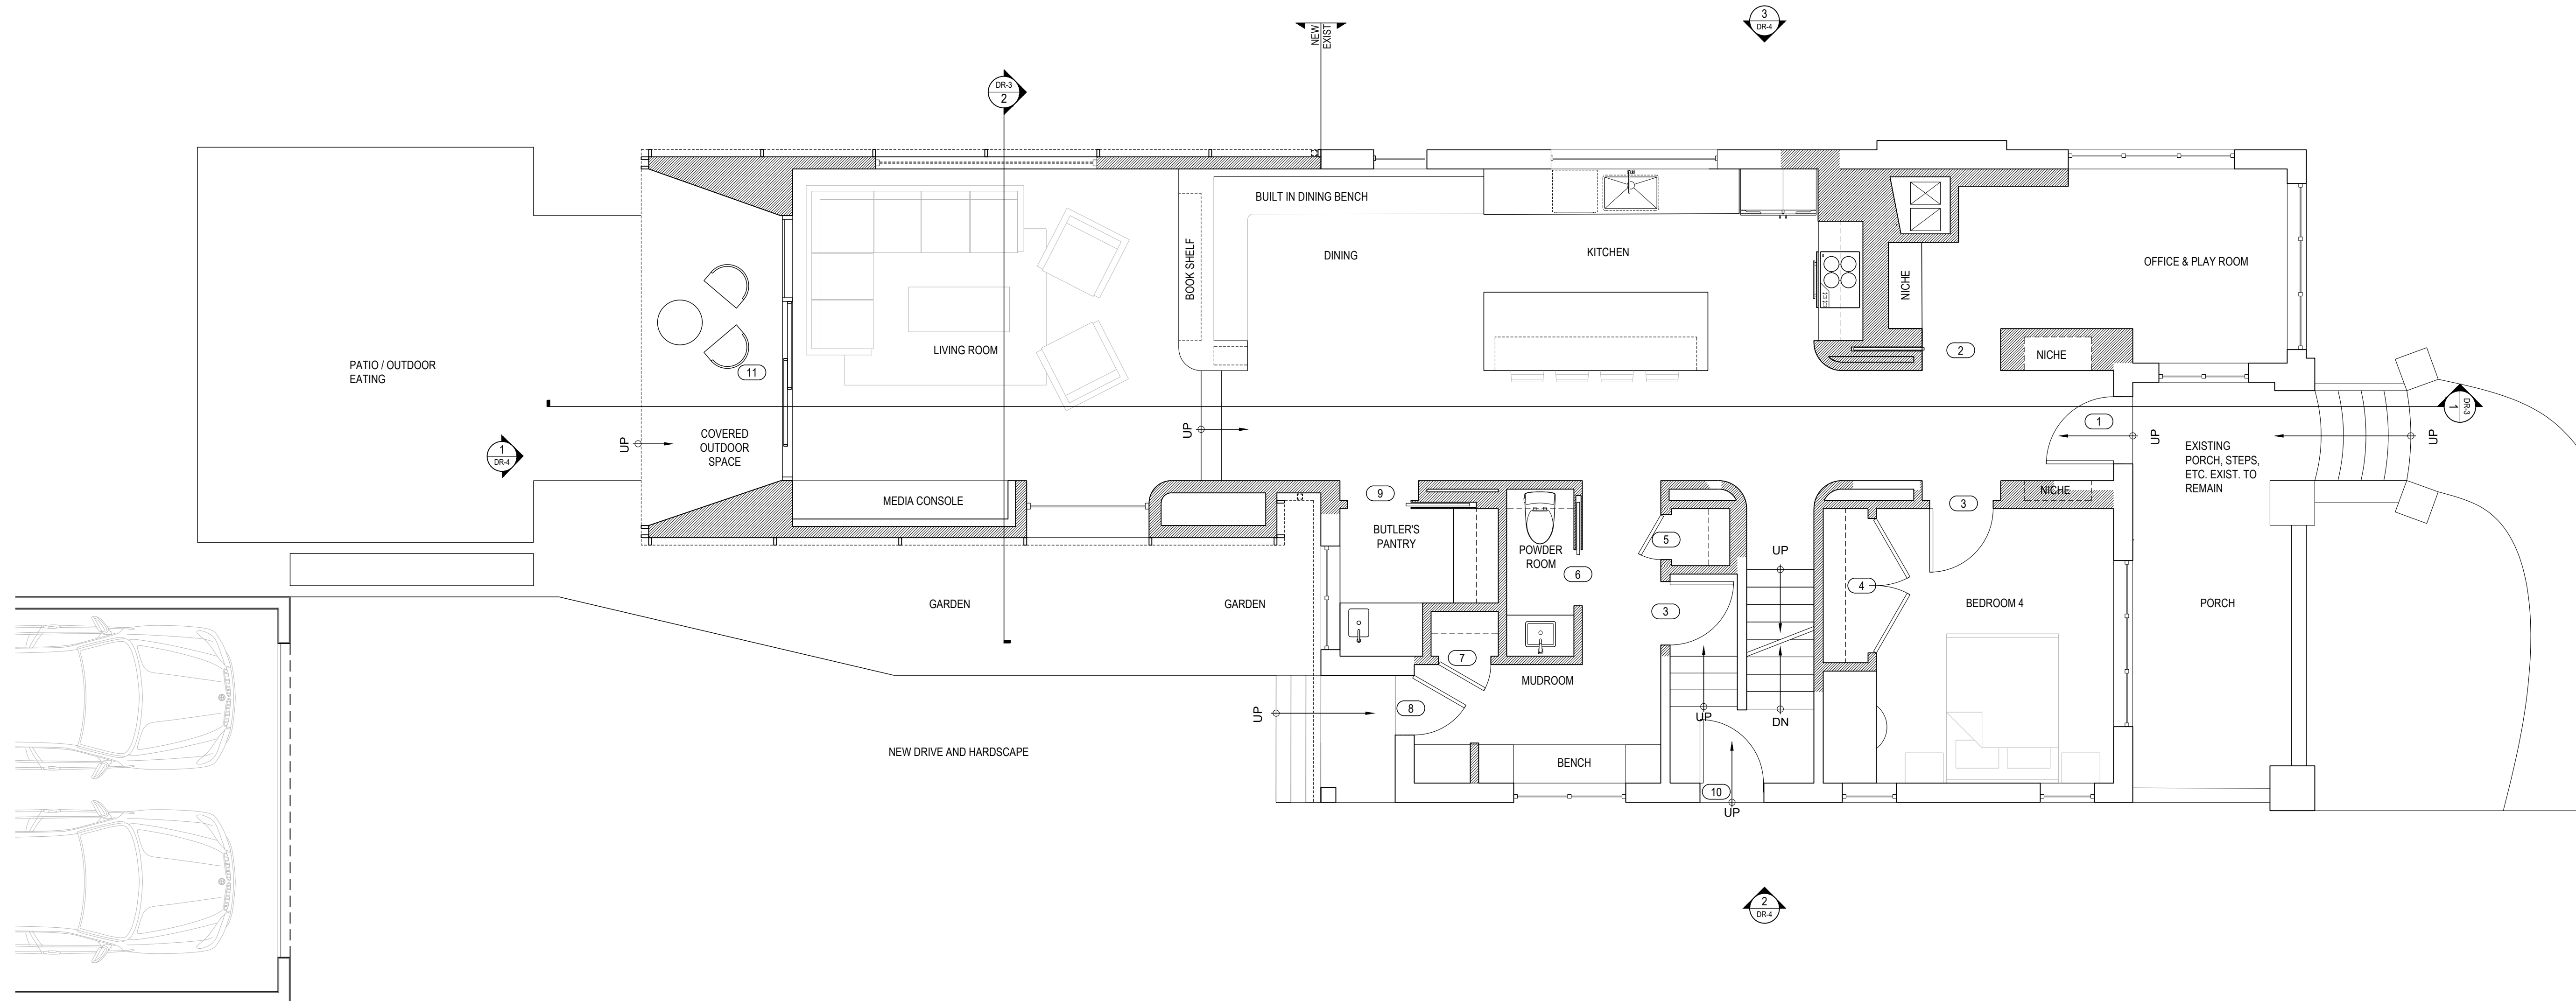 3
DR-4
NEW
EXIST
DR-3
2
BUILT IN DINING BENCH
BOOK SHELF
DINING
KITCHEN
NICHE
OFFICE & PLAY ROOM
LIVING ROOM
2
NICHE
PATIO / OUTDOOR
EATING
11
1
DR-3
1
UP
COVERED
OUTDOOR
SPACE
UP
UP
UP
EXISTING
PORCH, STEPS,
ETC. EXIST. TO
REMAIN
1
DR-4
MEDIA CONSOLE
9
NICHE
3
BUTLER'S
PANTRY
POWDER
ROOM
5
UP
6
4
GARDEN
GARDEN
3
BEDROOM 4
PORCH
7
MUDROOM
8
UP
UP
DN
NEW DRIVE AND HARDSCAPE
BENCH
10
UP
2
DR-4